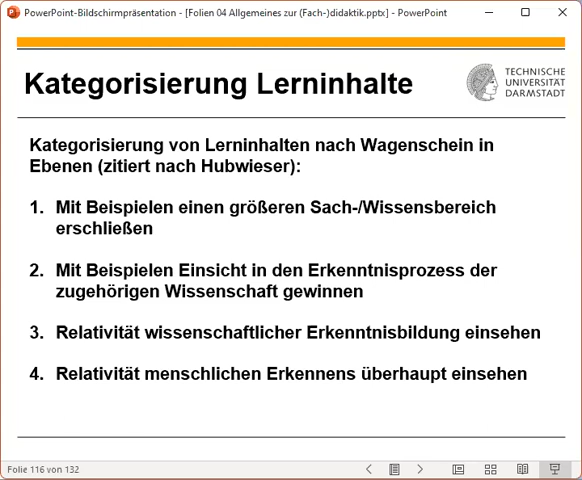 PowerPoint-Bildschirmpräsentation - [Folien 04 Allgemeines zur (Fach-)didaktik.pptx] - PowerPoint
Kategorisierung Lerninhalte
TECHNISCHE
UNIVERSITÄT
DARMSTADT
Kategorisierung von Lerninhalten nach Wagenschein in
Ebenen (zitiert nach Hubwieser):
1. Mit Beispielen einen größeren Sach-/Wissensbereich
erschließen
2. Mit Beispielen Einsicht in den Erkenntnisprozess der
zugehörigen Wissenschaft gewinnen
3. Relativität wissenschaftlicher Erkenntnisbildung einsehen
4. Relativität menschlichen Erkennens überhaupt einsehen
Folie 116 von 132